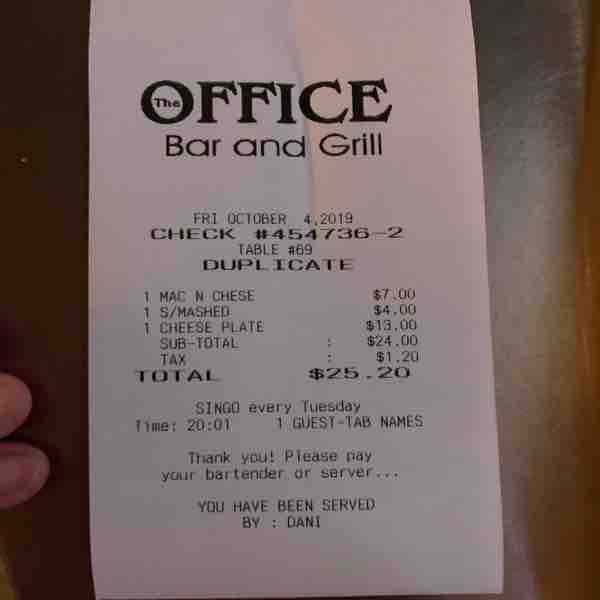 The OFFICE
Bar and Grill
FRI OCTOBER 4,2019
CHECK #454736-2
TABLE #69
DUPLICATE
1 MAC N CHESE $7.00
1 S/MASHED $4.00
1 CHEESE PLATE $13.00
SUB-TOTAL : $24.00
TAX : $1.20
TOTAL $25.20
SINGO every Tuesday
Time: 20:01 1 GUEST-TAB NAMES
Thank you! Please pay
your bartender or server...
YOU HAVE BEEN SERVED
BY : DANI